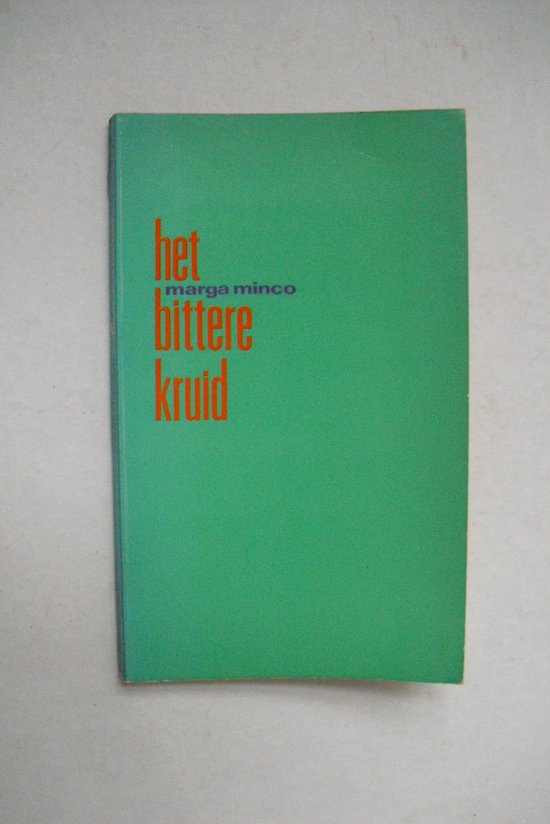 het
marga minco
bittere
kruid